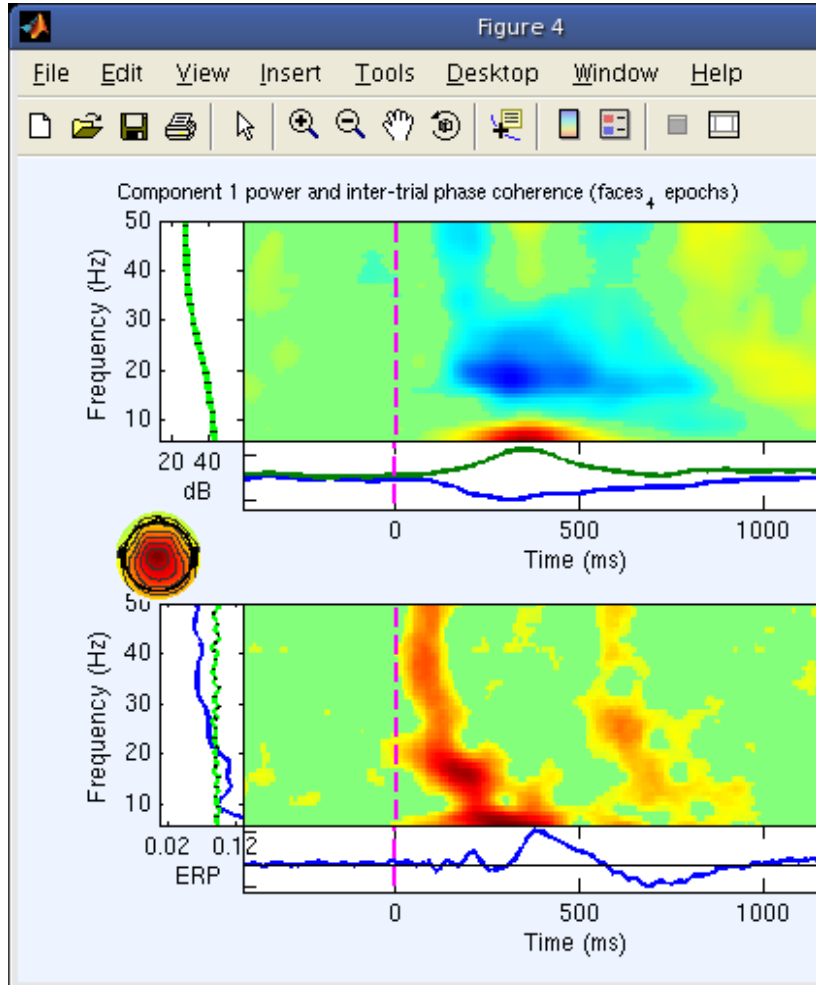 Figure 4
File Edit View Insert Tools Desktop Window Help
Component 1 power and inter-trial phase coherence (faces4 epochs)
50
40
30
20
10
Frequency (Hz)
20 40
dB
0 500 1000
Time (ms)
50
40
30
20
10
Frequency (Hz)
0.02 0.12
ERP
0 500 1000
Time (ms)